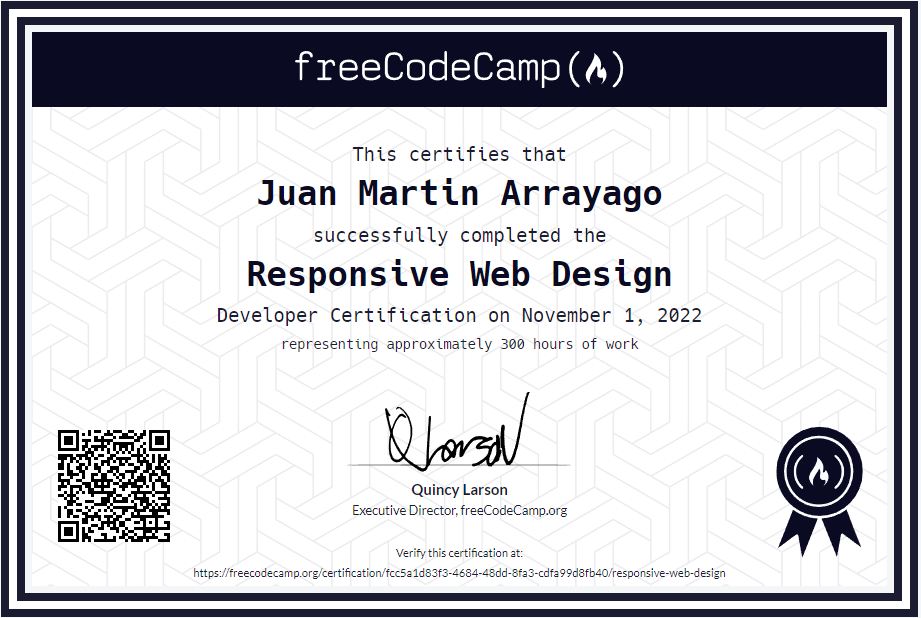 freeCodeCamp
This certifies that
Juan Martin Arrayago
successfully completed the
Responsive Web Design
Developer Certification on November 1, 2022
representing approximately 300 hours of work
Quincy Larson
Executive Director, freeCodeCamp.org
Verify this certification at:
https://freecodecamp.org/certification/fcc5a1d83f3-4684-48dd-8fa3-cdfa99d8fb40/responsive-web-design